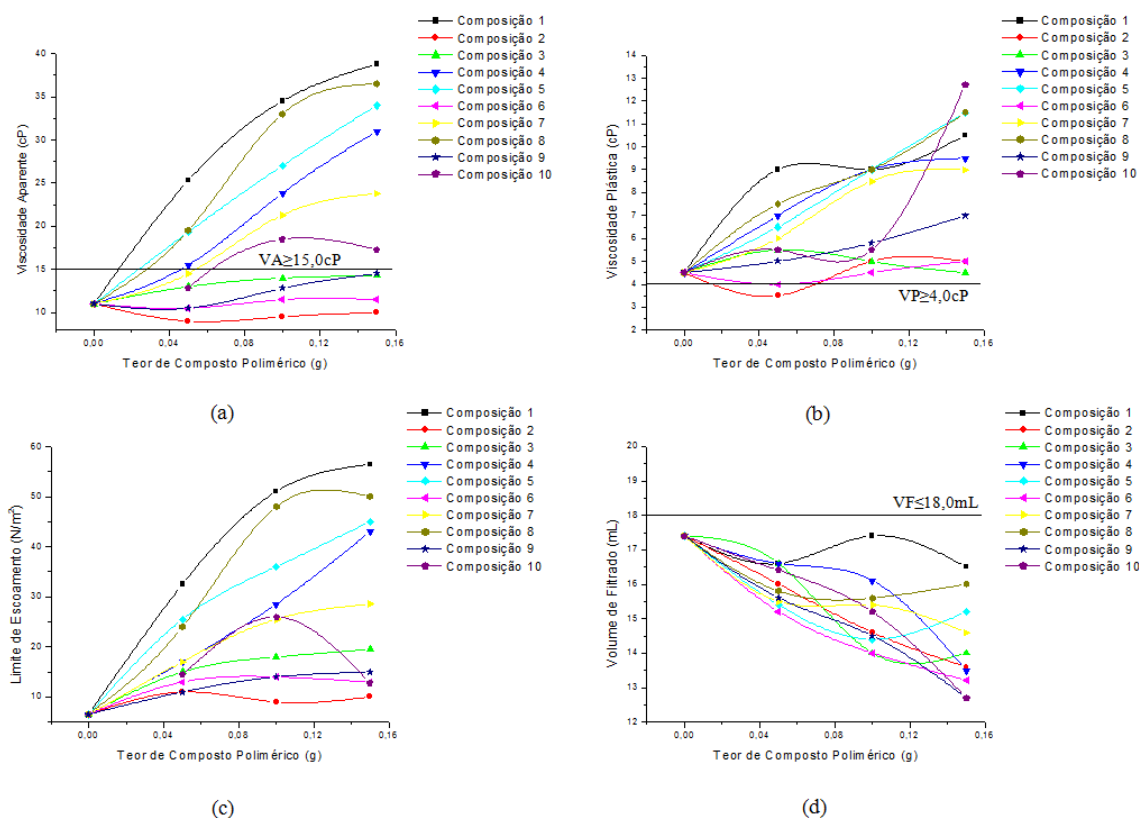 Composição 1
Composição 2
Composição 3
Composição 4
Composição 5
Composição 6
Composição 7
Composição 8
Composição 9
Composição 10
40
35
30
25
20
15
10
Viscosidade Aparente (cP)
VA≥15,0cP
0,00 0,04 0,08 0,12 0,16
Teor de Composto Polimérico (g)
(a)
Composição 1
Composição 2
Composição 3
Composição 4
Composição 5
Composição 6
Composição 7
Composição 8
Composição 9
Composição 10
14
13
12
11
10
9
8
7
6
5
4
3
2
Viscosidade Plástica (cP)
VP≥4,0cP
0,00 0,04 0,08 0,12 0,16
Teor de Composto Polimérico (g)
(b)
Composição 1
Composição 2
Composição 3
Composição 4
Composição 5
Composição 6
Composição 7
Composição 8
Composição 9
Composição 10
60
50
40
30
20
10
Limite de Escoamento (N/m²)
0,00 0,04 0,08 0,12 0,16
Teor de Composto Polimérico (g)
(c)
Composição 1
Composição 2
Composição 3
Composição 4
Composição 5
Composição 6
Composição 7
Composição 8
Composição 9
Composição 10
20
19
18
17
16
15
14
13
12
Volume de Filtrado (mL)
VF≤18,0mL
0,00 0,04 0,08 0,12 0,16
Teor de Composto Polimérico (g)
(d)